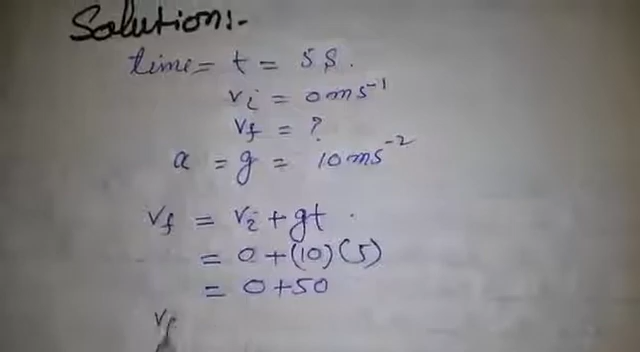 Solution:-
time = t = 5 s.
vi = 0 ms⁻¹
vf = ?
a = g = 10 ms⁻²
vf = vi + gt .
= 0 + (10) (5)
= 0 + 50
vf